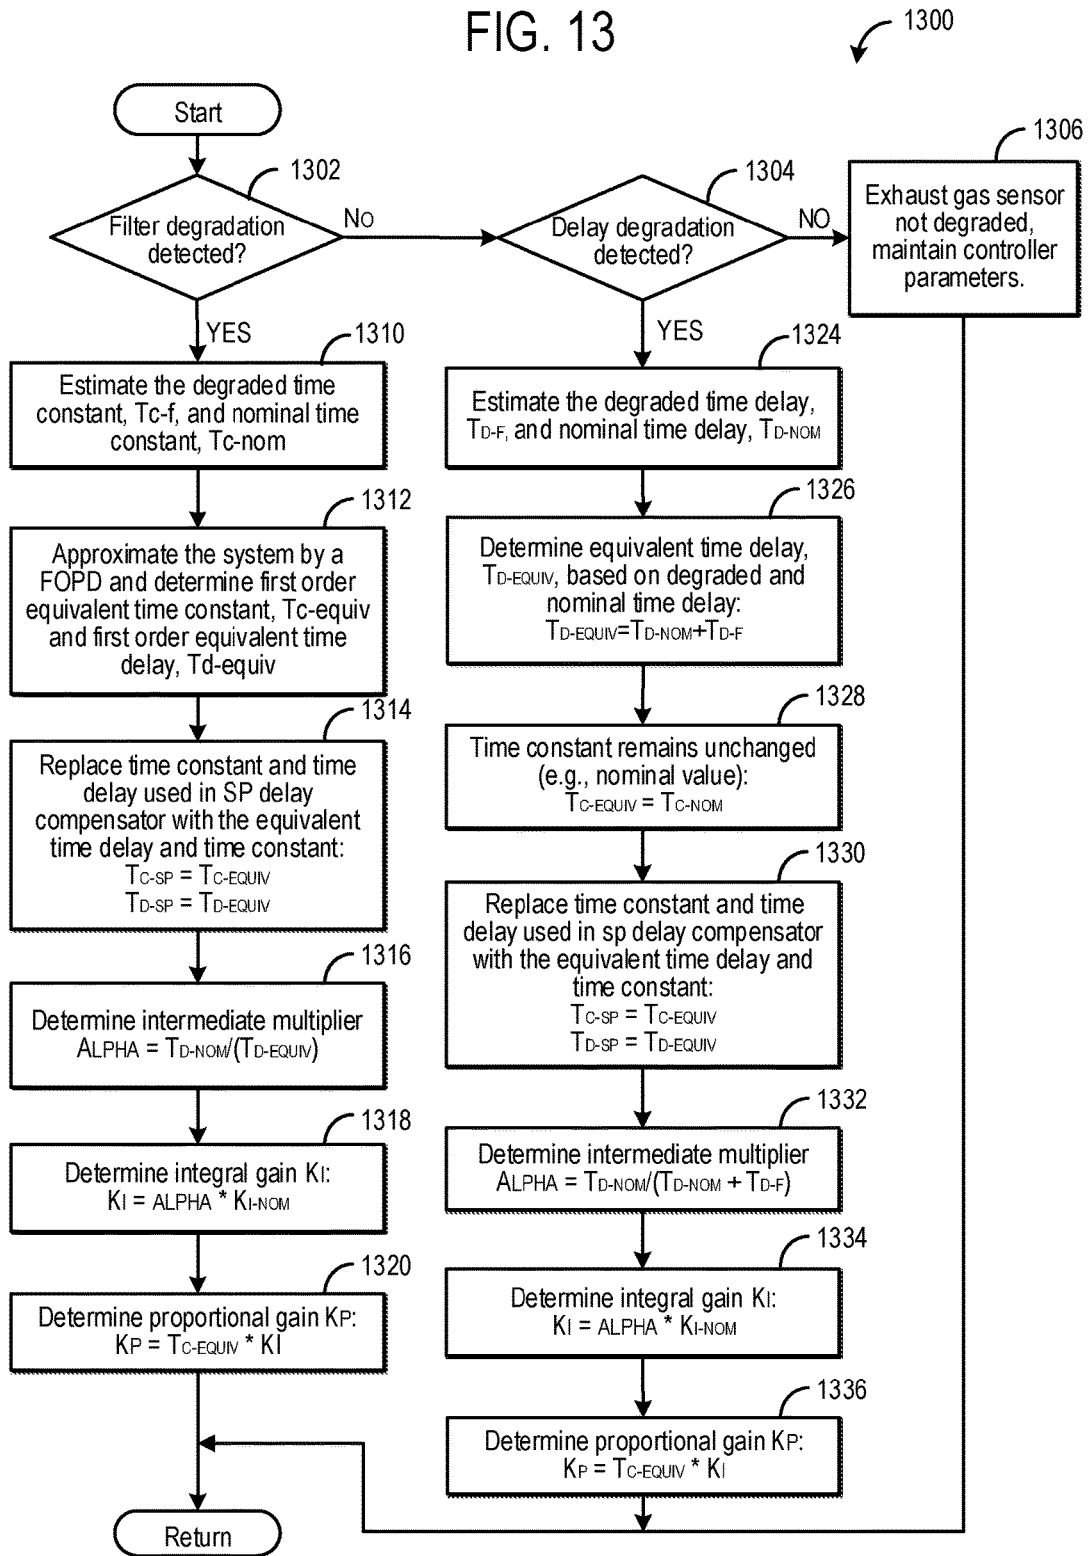 FIG. 13
1300
Start
1302
Filter degradation
detected?
NO
1304
Delay degradation
detected?
NO
1306
Exhaust gas sensor
not degraded,
maintain controller
parameters.
YES
1310
Estimate the degraded time
constant, Tc-f, and nominal time
constant, Tc-nom
1312
Approximate the system by a
FOPD and determine first order
equivalent time constant, Tc-equiv
and first order equivalent time
delay, Td-equiv
1314
Replace time constant and time
delay used in SP delay
compensator with the equivalent
time delay and time constant:
TC-SP = TC-EQUIV
TD-SP = TD-EQUIV
1316
Determine intermediate multiplier
ALPHA = TD-NOM/(TD-EQUIV)
1318
Determine integral gain KI:
KI = ALPHA * KI-NOM
1320
Determine proportional gain KP:
KP = TC-EQUIV * KI
Return
YES
1324
Estimate the degraded time delay,
TD-F, and nominal time delay, TD-NOM
1326
Determine equivalent time delay,
TD-EQUIV, based on degraded and
nominal time delay:
TD-EQUIV=TD-NOM+TD-F
1328
Time constant remains unchanged
(e.g., nominal value):
TC-EQUIV = TC-NOM
1330
Replace time constant and time
delay used in sp delay compensator
with the equivalent time delay and
time constant:
TC-SP = TC-EQUIV
TD-SP = TD-EQUIV
1332
Determine intermediate multiplier
ALPHA = TD-NOM/(TD-NOM + TD-F)
1334
Determine integral gain KI:
KI = ALPHA * KI-NOM
1336
Determine proportional gain KP:
KP = TC-EQUIV * KI